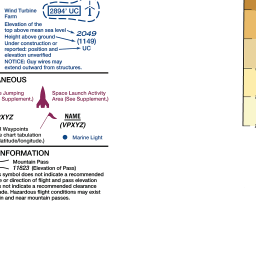 Wind Turbine
Farm
2894' UC
Elevation of the
top above mean sea level
2049
Height above ground
(1149)
Under construction or
reported: position and
elevation unverified
UC
NOTICE: Guy wires may
extend outward from structures.
ANEOUS
Jumping
Supplement.)
Space Launch Activity
Area (See Supplement.)
XYZ
NAME
(VPXYZ)
Waypoints
chart tabulation
latitude/longitude.)
Marine Light
INFORMATION
Mountain Pass
11823 (Elevation of Pass)
symbol does not indicate a recommended
or direction of flight and pass elevation
not indicate a recommended clearance
Hazardous flight conditions may exist
in and near mountain passes.